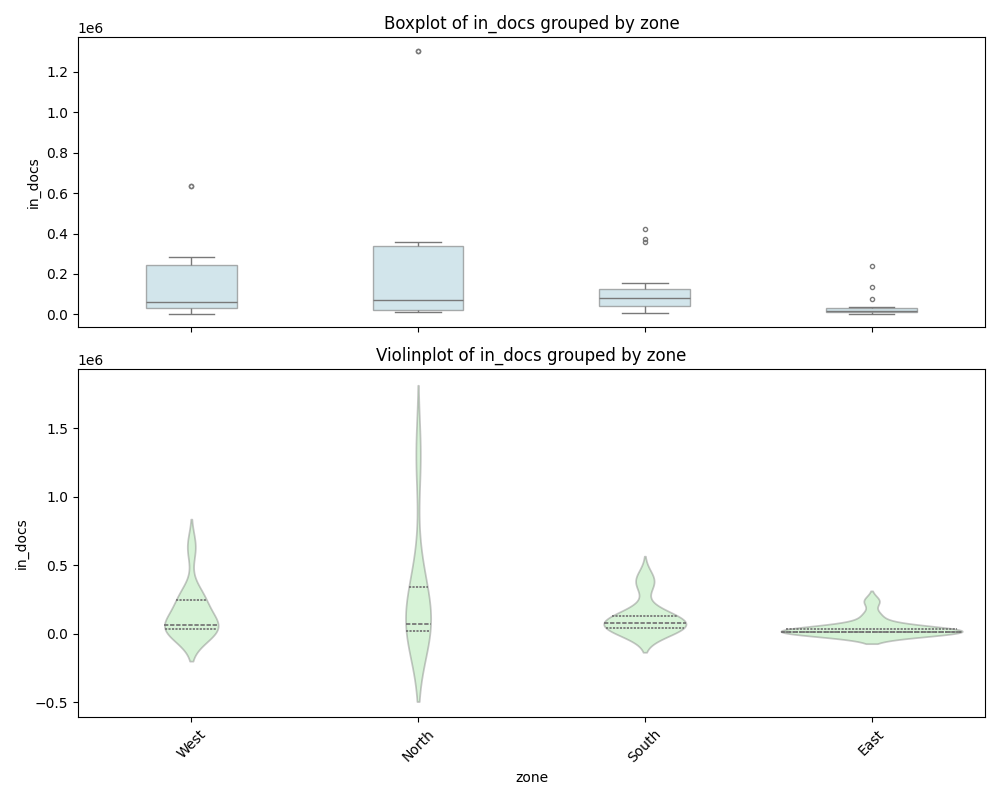 Boxplot of in_docs grouped by zone
1e6
1.2
1.0
0.8
0.6
0.4
0.2
0.0
in_docs
Violinplot of in_docs grouped by zone
1e6
1.5
1.0
0.5
0.0
−0.5
in_docs
West
North
South
East
zone